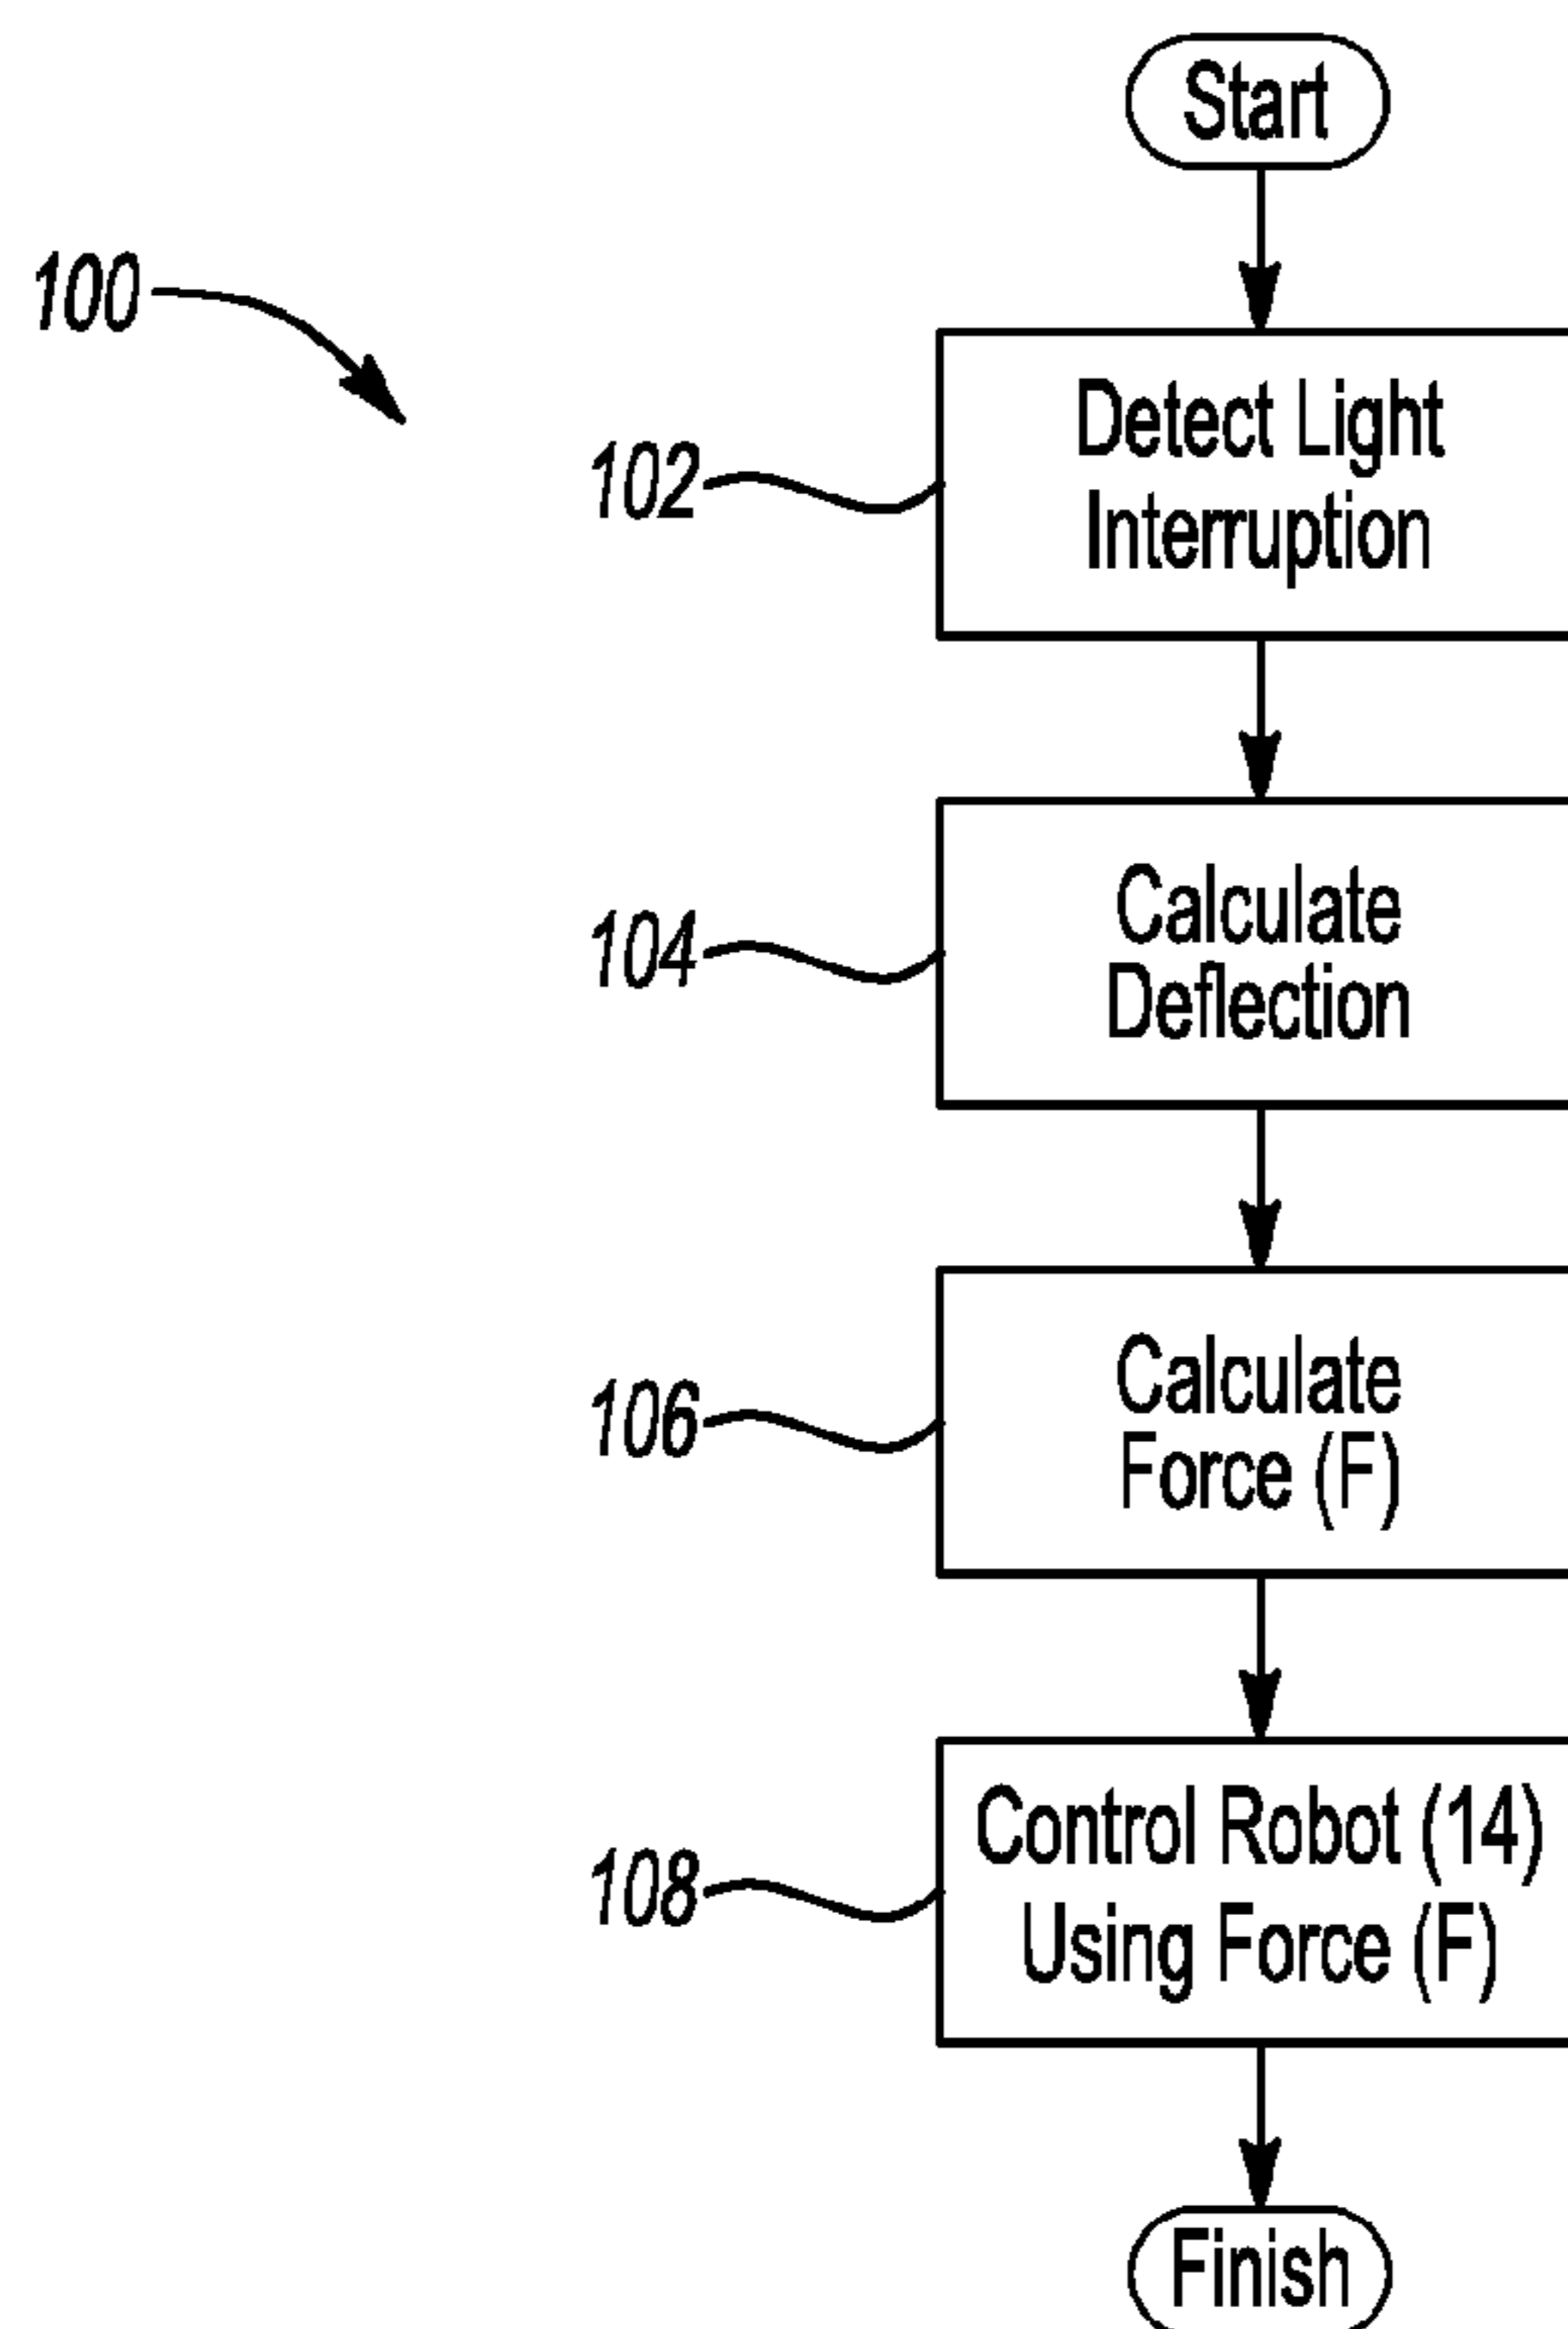 Start
100
Detect Light
Interruption
102
Calculate
Deflection
104
Calculate
Force (F)
106
Control Robot (14)
Using Force (F)
108
Finish